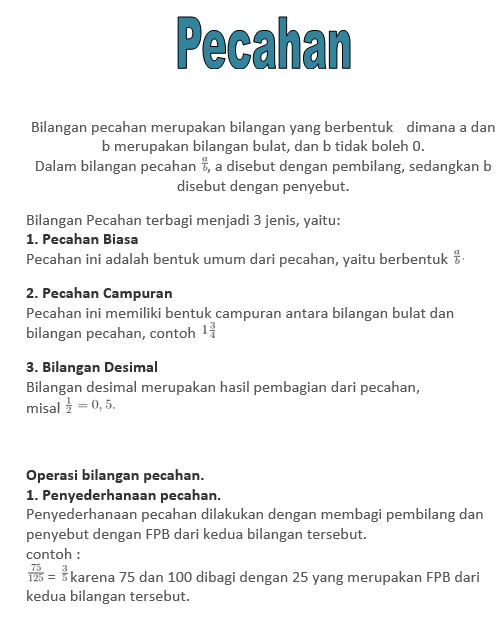 Pecahan
Bilangan pecahan merupakan bilangan yang berbentuk dimana a dan
b merupakan bilangan bulat, dan b tidak boleh 0.
Dalam bilangan pecahan a/b, a disebut dengan pembilang, sedangkan b
disebut dengan penyebut.
Bilangan Pecahan terbagi menjadi 3 jenis, yaitu:
1. Pecahan Biasa
Pecahan ini adalah bentuk umum dari pecahan, yaitu berbentuk a/b.
2. Pecahan Campuran
Pecahan ini memiliki bentuk campuran antara bilangan bulat dan
bilangan pecahan, contoh 1 3/4
3. Bilangan Desimal
Bilangan desimal merupakan hasil pembagian dari pecahan,
misal 1/2 = 0, 5.
Operasi bilangan pecahan.
1. Penyederhanaan pecahan.
Penyederhanaan pecahan dilakukan dengan membagi pembilang dan
penyebut dengan FPB dari kedua bilangan tersebut.
contoh :
75/125 = 3/5 karena 75 dan 100 dibagi dengan 25 yang merupakan FPB dari
kedua bilangan tersebut.